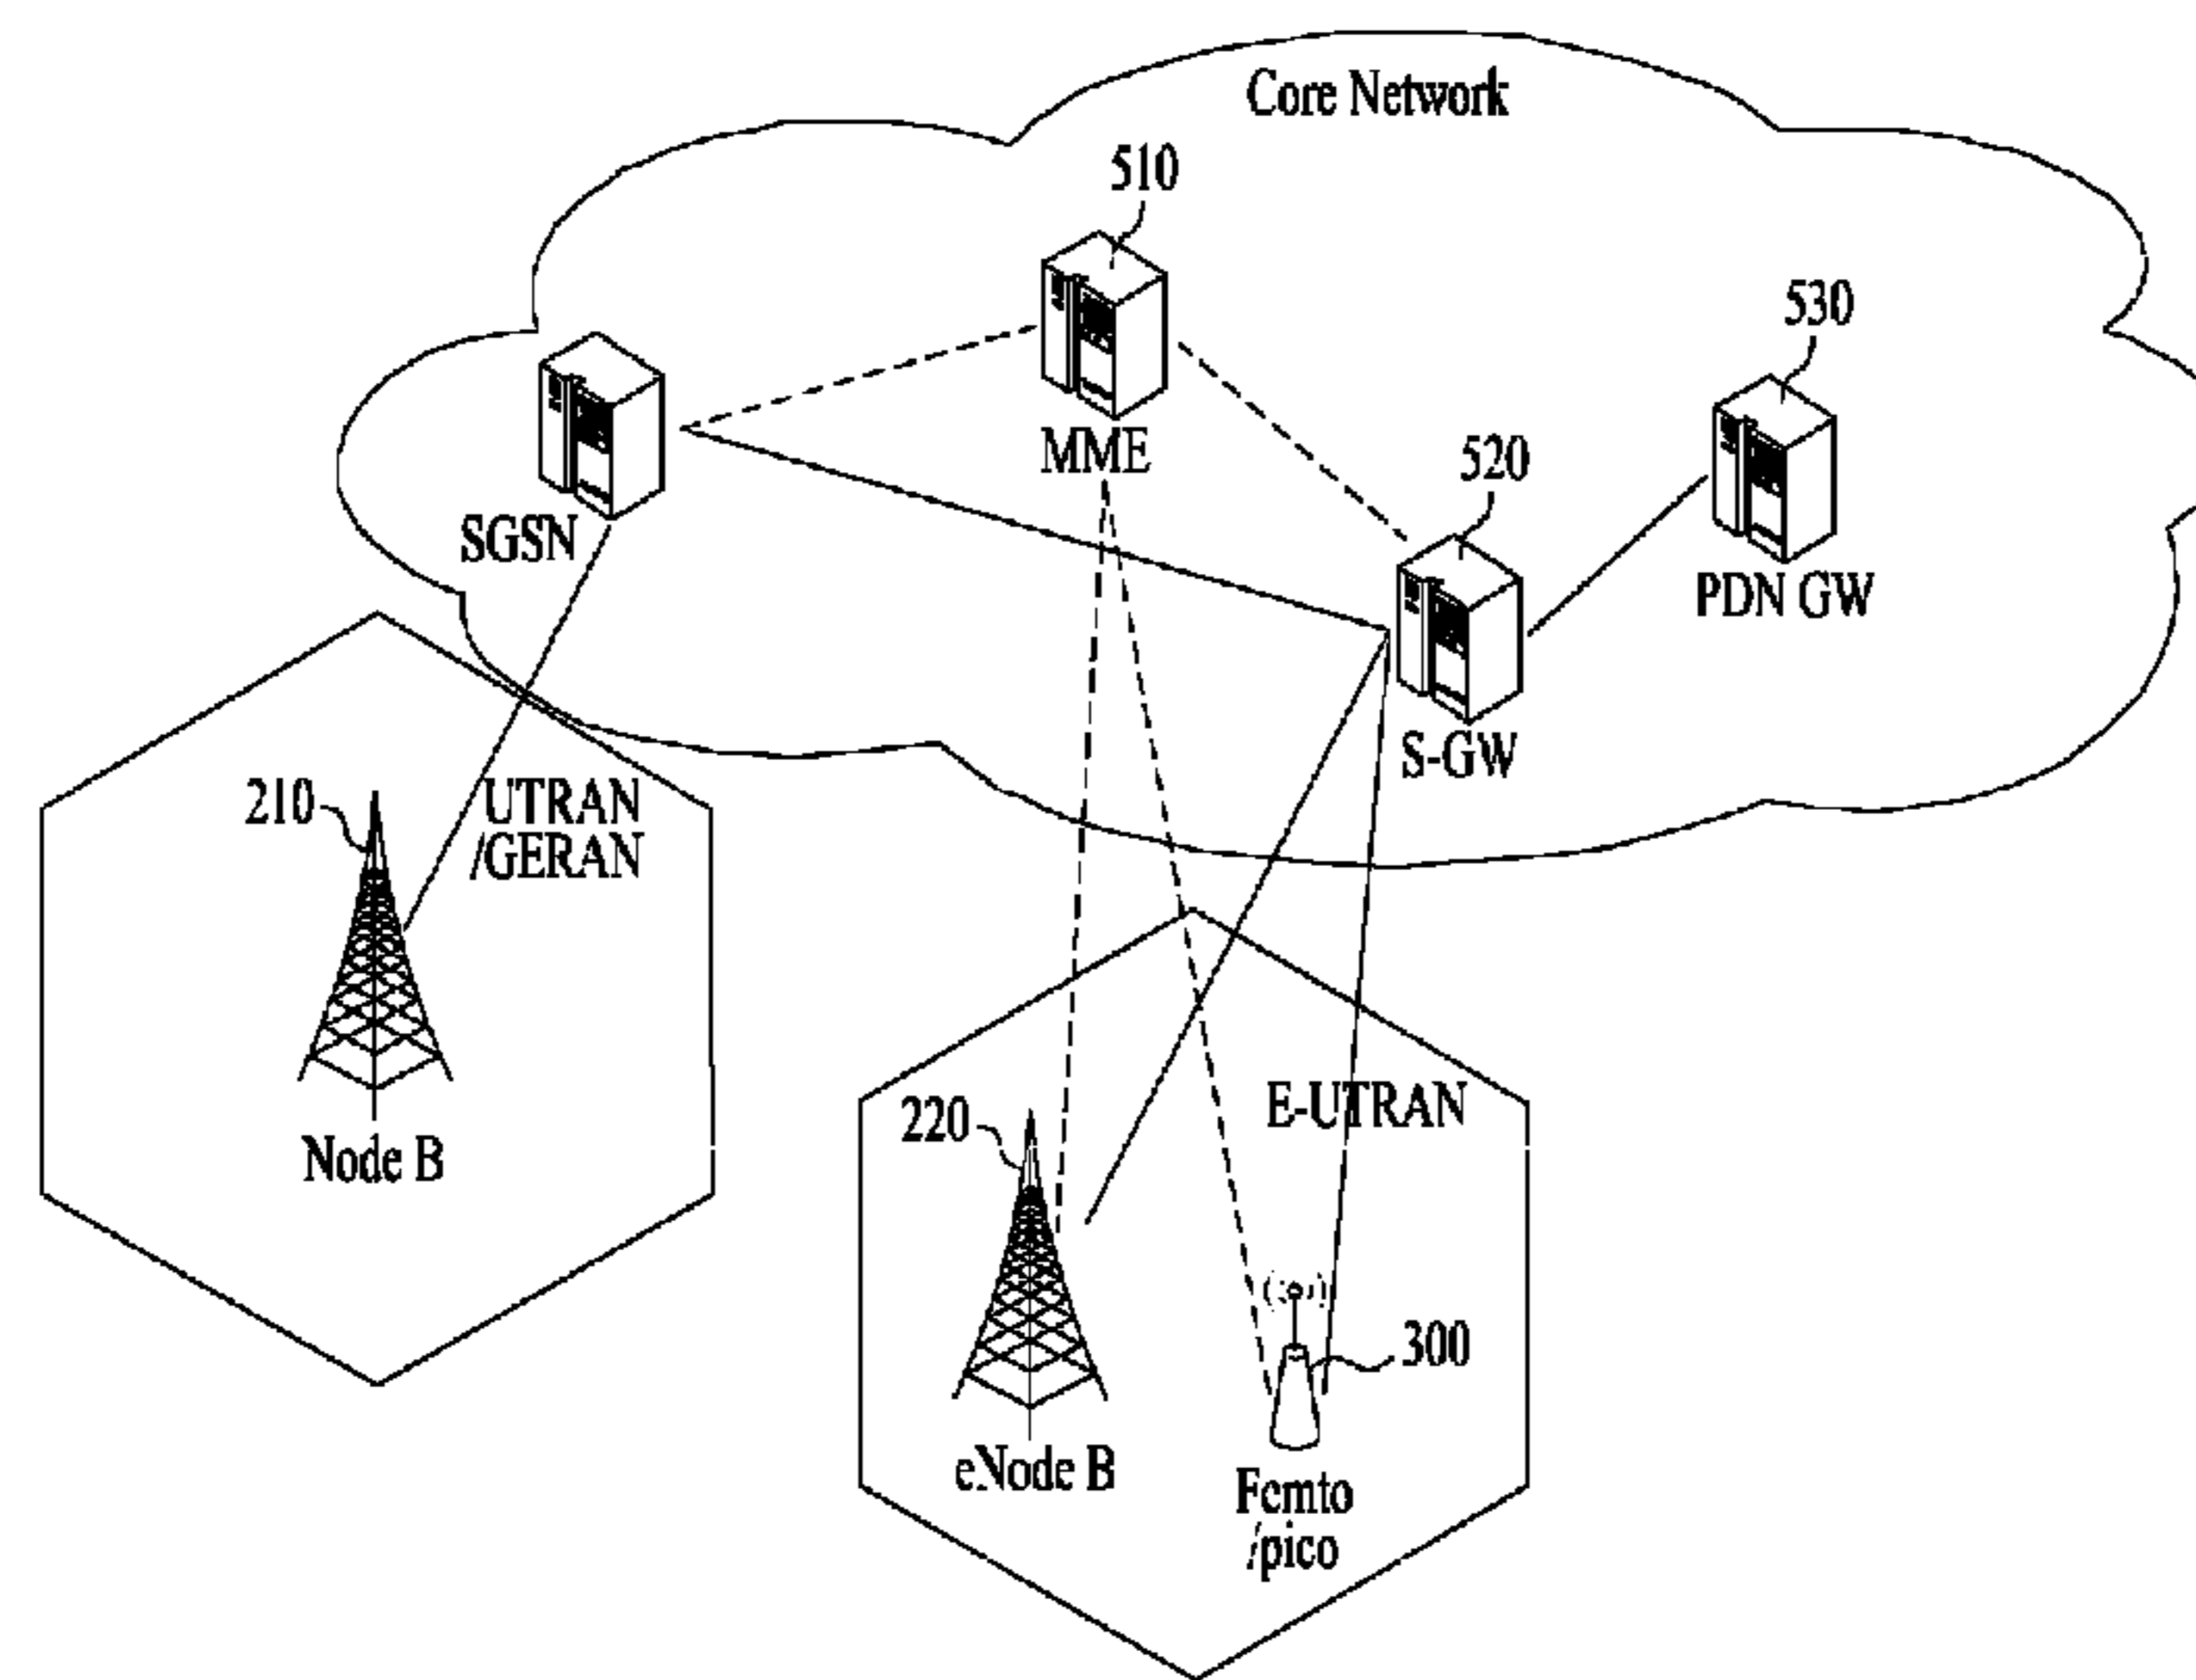 Core Network
510
530
MME
520
SGSN
PDN GW
S-GW
210
UTRAN
/GERAN
Node B
E-UTRAN
220
300
eNode B
Femto
/pico